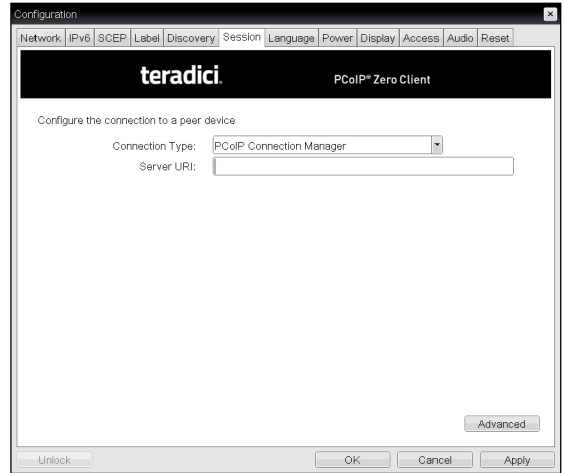 Configuration
Network IPv6 SCEP Label Discovery Session Language Power Display Access Audio Reset
teradici. PCoIP® Zero Client
Configure the connection to a peer device
Connection Type: PCoIP Connection Manager
Server URI:
Advanced
Unlock OK Cancel Apply